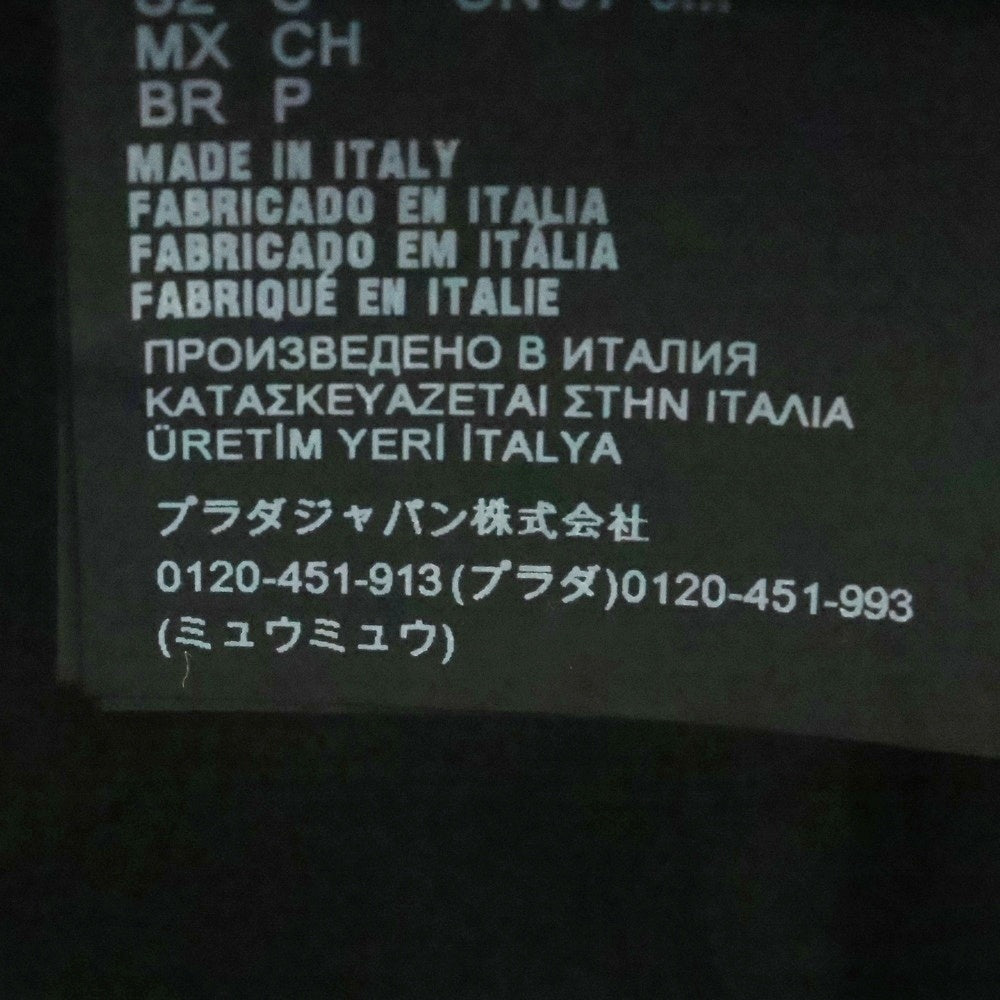 MX CH
BR P
MADE IN ITALY
FABRICADO EN ITALIA
FABRICADO EM ITÁLIA
FABRIQUÉ EN ITALIE
ПРОИЗВЕДЕНО В ИТАЛИЯ
ΚΑΤΑΣΚΕΥΑΖΕΤΑΙ ΣΤΗΝ ΙΤΑΛΙΑ
ÜRETİM YERİ İTALYA
プラダジャパン株式会社
0120-451-913(プラダ)0120-451-993
(ミュウミュウ)